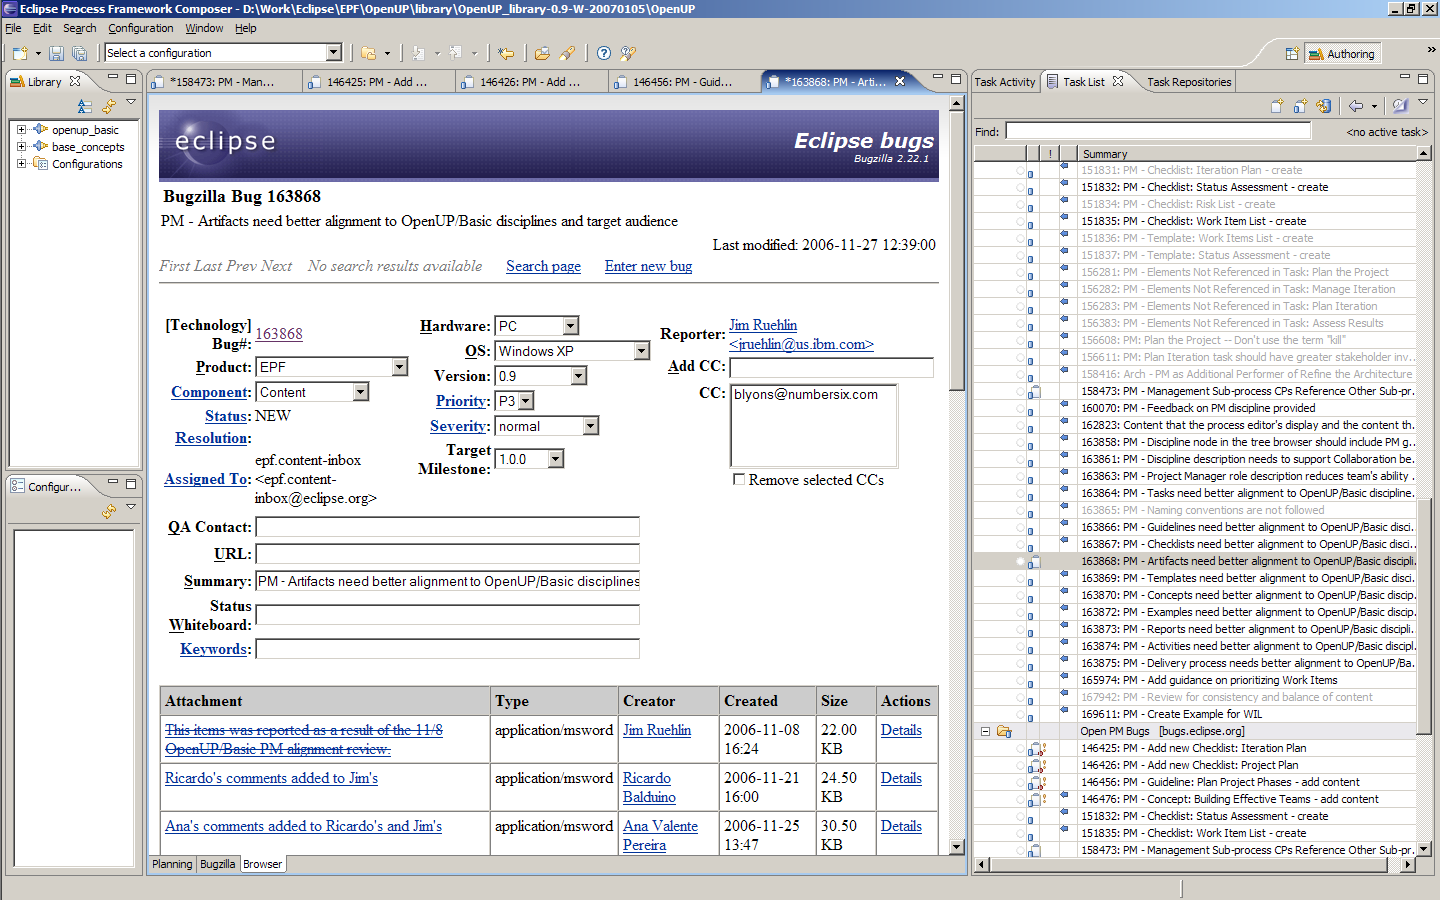 Eclipse Process Framework Composer - D:\Work\Eclipse\EPF\OpenUP\library\OpenUP_library-0.9-W-20070105\OpenUP
File Edit Search Configuration Window Help
Select a configuration
Authoring
Library
openup_basic
base_concepts
Configurations
Configur...
*158473: PM - Man...
146425: PM - Add ...
146426: PM - Add ...
146456: PM - Guid...
*163868: PM - Arti...
eclipse
Eclipse bugs
Bugzilla 2.22.1
Bugzilla Bug 163868
PM - Artifacts need better alignment to OpenUP/Basic disciplines and target audience
Last modified: 2006-11-27 12:39:00
First Last Prev Next No search results available Search page Enter new bug
[Technology] Bug#: 163868
Product: EPF
Component: Content
Status: NEW
Resolution:
Assigned To: epf.content-inbox <epf.content-inbox@eclipse.org>
Hardware: PC
OS: Windows XP
Version: 0.9
Priority: P3
Severity: normal
Target Milestone: 1.0.0
Reporter: Jim Ruehlin <jruehlin@us.ibm.com>
Add CC:
CC: blyons@numbersix.com
Remove selected CCs
QA Contact:
URL:
Summary: PM - Artifacts need better alignment to OpenUP/Basic disciplines
Status Whiteboard:
Keywords:
Attachment Type Creator Created Size Actions
This items was reported as a result of the 11/8 OpenUP/Basic PM alignment review. application/msword Jim Ruehlin 2006-11-08 16:24 22.00 KB Details
Ricardo's comments added to Jim's application/msword Ricardo Balduino 2006-11-21 16:00 24.50 KB Details
Ana's comments added to Ricardo's and Jim's application/msword Ana Valente Pereira 2006-11-25 13:47 30.50 KB Details
Planning Bugzilla Browser
Task Activity Task List Task Repositories
Find: <no active task>
! Summary
151831: PM - Checklist: Iteration Plan - create
151832: PM - Checklist: Status Assessment - create
151834: PM - Checklist: Risk List - create
151835: PM - Checklist: Work Item List - create
151836: PM - Template: Work Items List - create
151837: PM - Template: Status Assessment - create
156281: PM - Elements Not Referenced in Task: Plan the Project
156282: PM - Elements Not Referenced in Task: Manage Iteration
156283: PM - Elements Not Referenced in Task: Plan Iteration
156383: PM - Elements Not Referenced in Task: Assess Results
156608: PM: Plan the Project -- Don't use the term "kill"
156611: PM: Plan Iteration task should have greater stakeholder inv...
158416: Arch - PM as Additional Performer of Refine the Architecture
158473: PM - Management Sub-process CPs Reference Other Sub-pr...
160070: PM - Feedback on PM discipline provided
162823: Content that the process editor's display and the content th...
163858: PM - Discipline node in the tree browser should include PM g...
163861: PM - Discipline description needs to support Collaboration be...
163863: PM - Project Manager role description reduces team's ability ...
163864: PM - Tasks need better alignment to OpenUP/Basic discipline...
163865: PM - Naming conventions are not followed
163866: PM - Guidelines need better alignment to OpenUP/Basic disci...
163867: PM - Checklists need better alignment to OpenUP/Basic disci...
163868: PM - Artifacts need better alignment to OpenUP/Basic discipli...
163869: PM - Templates need better alignment to OpenUP/Basic disci...
163870: PM - Concepts need better alignment to OpenUP/Basic discip...
163872: PM - Examples need better alignment to OpenUP/Basic discip...
163873: PM - Reports need better alignment to OpenUP/Basic discipli...
163874: PM - Activities need better alignment to OpenUP/Basic discipl...
163875: PM - Delivery process needs better alignment to OpenUP/Ba...
165974: PM - Add guidance on prioritizing Work Items
167942: PM - Review for consistency and balance of content
169611: PM - Create Example for WIL
Open PM Bugs [bugs.eclipse.org]
146425: PM - Add new Checklist: Iteration Plan
146426: PM - Add new Checklist: Project Plan
146456: PM - Guideline: Plan Project Phases - add content
146476: PM - Concept: Building Effective Teams - add content
151832: PM - Checklist: Status Assessment - create
151835: PM - Checklist: Work Item List - create
158473: PM - Management Sub-process CPs Reference Other Sub-pr...